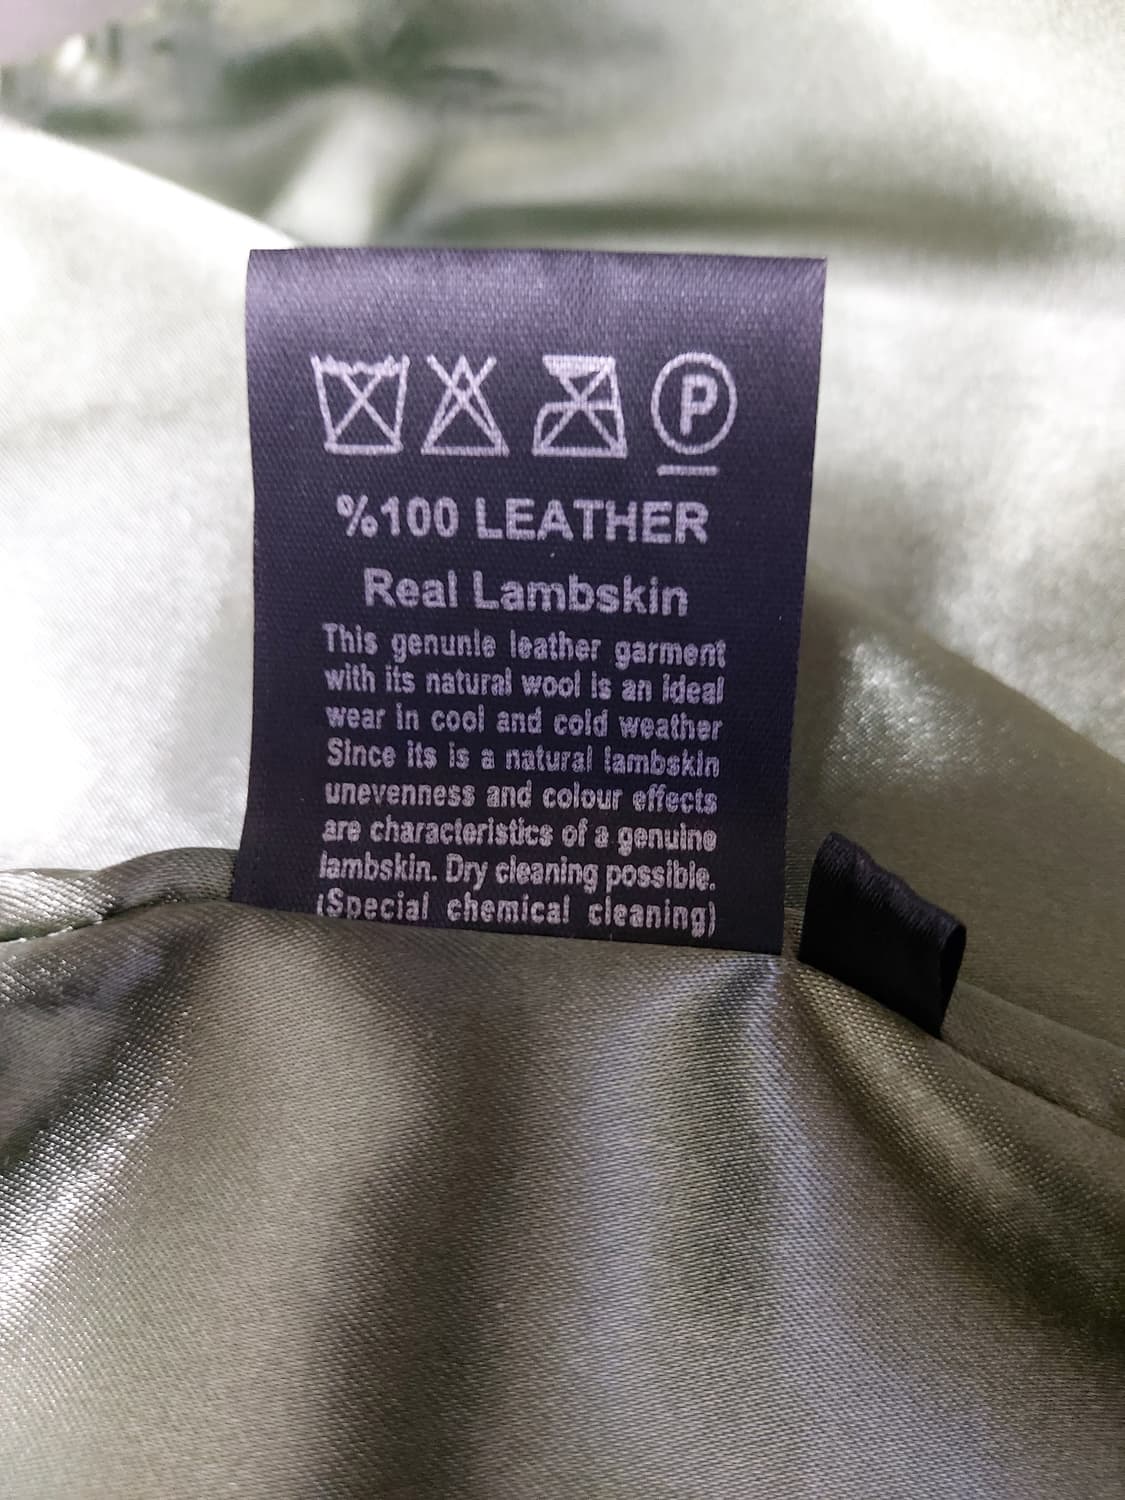 P
%100 LEATHER
Real Lambskin
This genunie leather garment
with its natural wool is an ideal
wear in cool and cold weather
Since its is a natural lambskin
unevenness and colour effects
are characteristics of a genuine
lambskin. Dry cleaning possible.
(Special chemical cleaning)